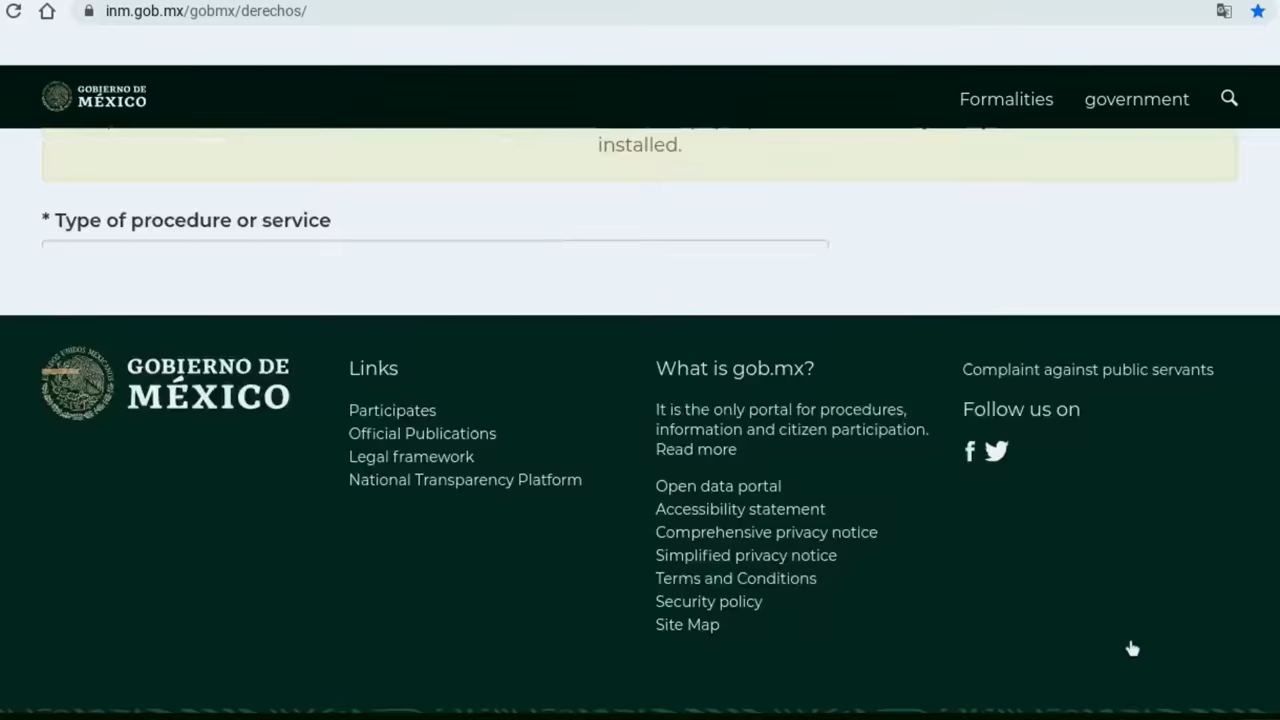 inm.gob.mx/gobmx/derechos/
GOBIERNO DE
MÉXICO
Formalities
government
installed.
* Type of procedure or service
GOBIERNO DE
MÉXICO
Links
Participates
Official Publications
Legal framework
National Transparency Platform
What is gob.mx?
It is the only portal for procedures,
information and citizen participation.
Read more
Open data portal
Accessibility statement
Comprehensive privacy notice
Simplified privacy notice
Terms and Conditions
Security policy
Site Map
Complaint against public servants
Follow us on